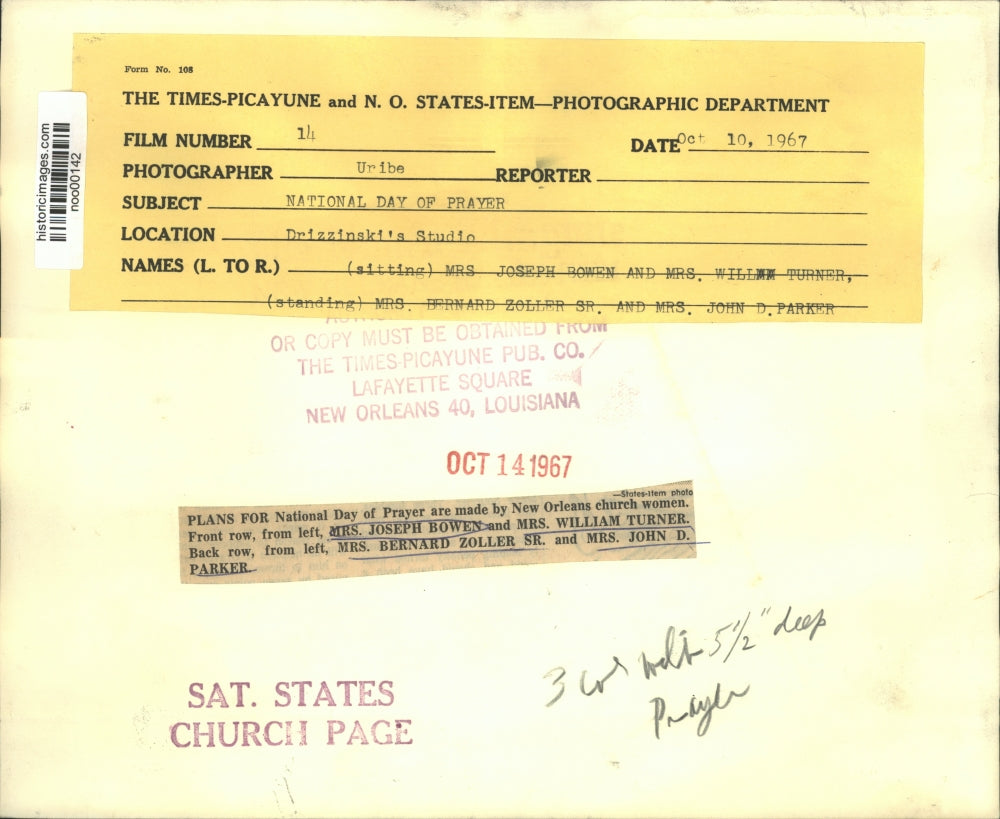 Form No. 108
THE TIMES-PICAYUNE and N. O. STATES-ITEM—PHOTOGRAPHIC DEPARTMENT
FILM NUMBER 14 DATE Oct 10, 1967
PHOTOGRAPHER Uribe REPORTER
SUBJECT NATIONAL DAY OF PRAYER
LOCATION Drizzinski's Studio
NAMES (L. TO R.) (sitting) MRS JOSEPH BOWEN AND MRS. WILL TURNER,
(standing) MRS. BERNARD ZOLLER SR. AND MRS. JOHN D. PARKER
historicimages.com
noo00142
OR COPY MUST BE OBTAINED FROM
THE TIMES-PICAYUNE PUB. CO.
LAFAYETTE SQUARE
NEW ORLEANS 40, LOUISIANA
OCT 14 1967
—States-Item photo
PLANS FOR National Day of Prayer are made by New Orleans church women.
Front row, from left, MRS. JOSEPH BOWEN and MRS. WILLIAM TURNER.
Back row, from left, MRS. BERNARD ZOLLER SR. and MRS. JOHN D.
PARKER.
3 5 1/2" deep
Prayer
SAT. STATES
CHURCH PAGE